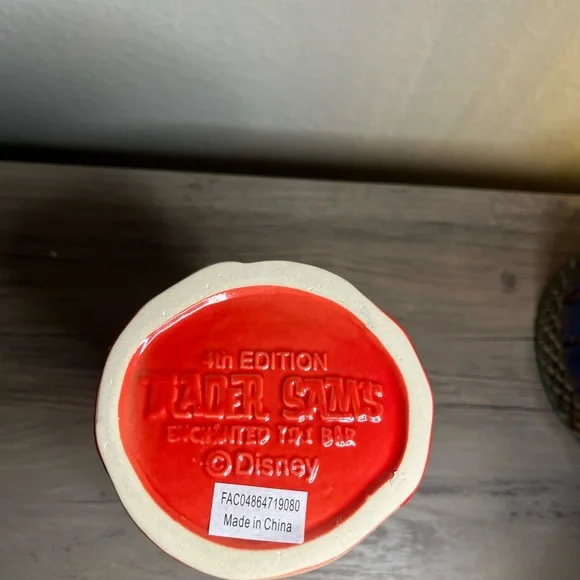 4th EDITION
TRADER SAM'S
ENCHANTED TIKI BAR
©Disney
FAC04864719080
Made in China